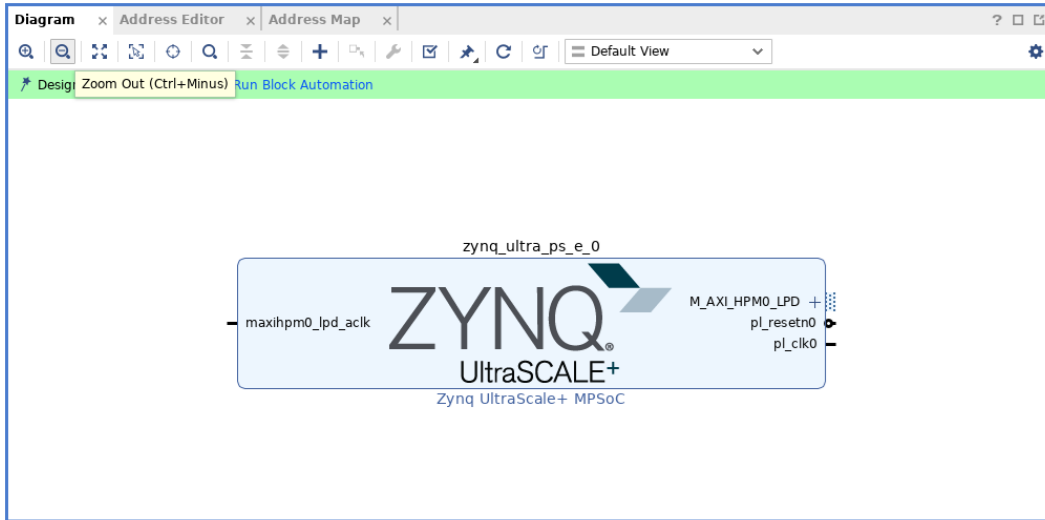 Diagram × Address Editor × Address Map × ?
Default View
Desig Zoom Out (Ctrl+Minus) Run Block Automation
zynq_ultra_ps_e_0
ZYNQ®
UltraSCALE+
maxihpm0_lpd_aclk
M_AXI_HPM0_LPD
pl_resetn0
pl_clk0
Zynq UltraScale+ MPSoC